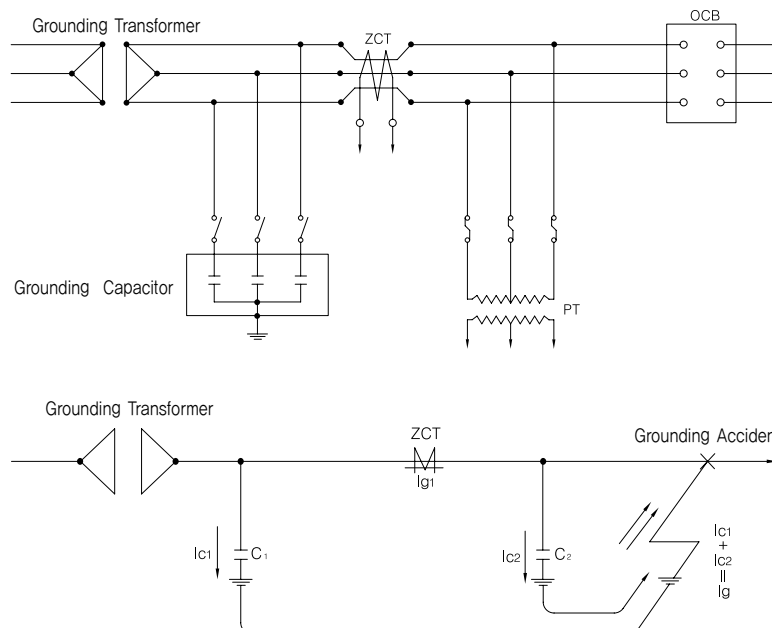 Grounding Transformer
ZCT
OCB
Grounding Capacitor
PT
Grounding Transformer
ZCT
Ig1
Grounding Acciden
Ic1
C1
Ic2
C2
Ic1
+
Ic2
=
Ig